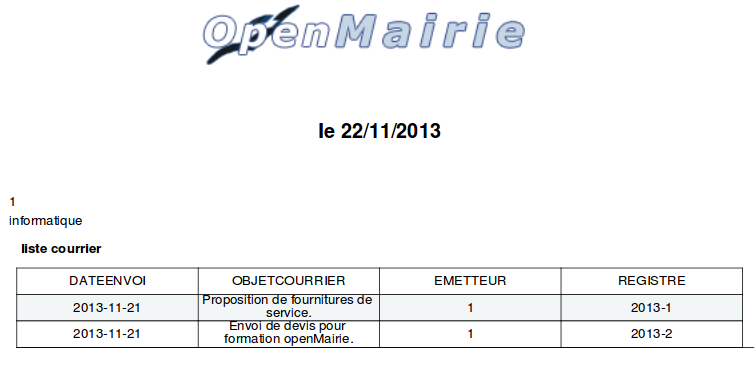 OpenMairie
le 22/11/2013
1
informatique
liste courrier
DATEENVOI OBJETCOURRIER EMETTEUR REGISTRE
2013-11-21 Proposition de fournitures de service. 1 2013-1
2013-11-21 Envoi de devis pour formation openMairie. 1 2013-2